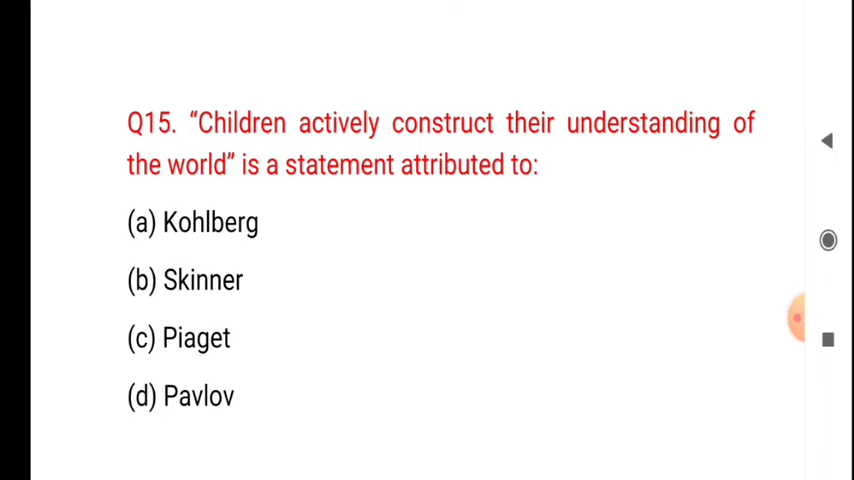 Q15. “Children actively construct their understanding of
the world” is a statement attributed to:
(a) Kohlberg
(b) Skinner
(c) Piaget
(d) Pavlov